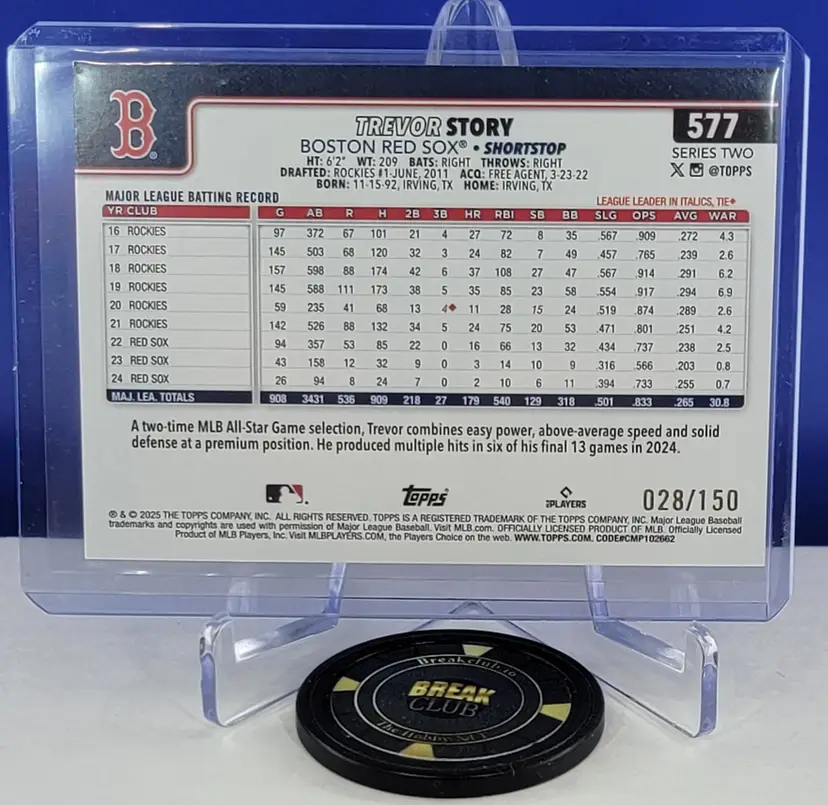 B
TREVOR STORY
577
BOSTON RED SOX® • SHORTSTOP
SERIES TWO
HT: 6'2" WT: 209 BATS: RIGHT THROWS: RIGHT
@TOPPS
DRAFTED: ROCKIES #1-JUNE, 2011 ACQ: FREE AGENT, 3-23-22
BORN: 11-15-92, IRVING, TX HOME: IRVING, TX
MAJOR LEAGUE BATTING RECORD
LEAGUE LEADER IN ITALICS, TIE◆
YR CLUB G AB R H 2B 3B HR RBI SB BB SLG OPS AVG WAR
16 ROCKIES 97 372 67 101 21 4 27 72 8 35 .567 .909 .272 4.3
17 ROCKIES 145 503 68 120 32 3 24 82 7 49 .457 .765 .239 2.6
18 ROCKIES 157 598 88 174 42 6 37 108 27 47 .567 .914 .291 6.2
19 ROCKIES 145 588 111 173 38 5 35 85 23 58 .554 .917 .294 6.9
20 ROCKIES 59 235 41 68 13 4◆ 11 28 15 24 .519 .874 .289 2.6
21 ROCKIES 142 526 88 132 34 5 24 75 20 53 .471 .801 .251 4.2
22 RED SOX 94 357 53 85 22 0 16 66 13 32 .434 .737 .238 2.5
23 RED SOX 43 158 12 32 9 0 3 14 10 9 .316 .566 .203 0.8
24 RED SOX 26 94 8 24 7 0 2 10 6 11 .394 .733 .255 0.7
MAJ. LEA. TOTALS 908 3431 536 909 218 27 179 540 129 318 .501 .833 .265 30.8
A two-time MLB All-Star Game selection, Trevor combines easy power, above-average speed and solid
defense at a premium position. He produced multiple hits in six of his final 13 games in 2024.
Topps
PLAYERS
028/150
® & © 2025 THE TOPPS COMPANY, INC. ALL RIGHTS RESERVED. TOPPS IS A REGISTERED TRADEMARK OF THE TOPPS COMPANY, INC. Major League Baseball
trademarks and copyrights are used with permission of Major League Baseball. Visit MLB.com. OFFICIALLY LICENSED PRODUCT OF MLB. Officially Licensed
Product of MLB Players, Inc. Visit MLBPLAYERS.COM, the Players Choice on the web. WWW.TOPPS.COM. CODE#CMP102662
Breakclub.io
BREAK
CLUB